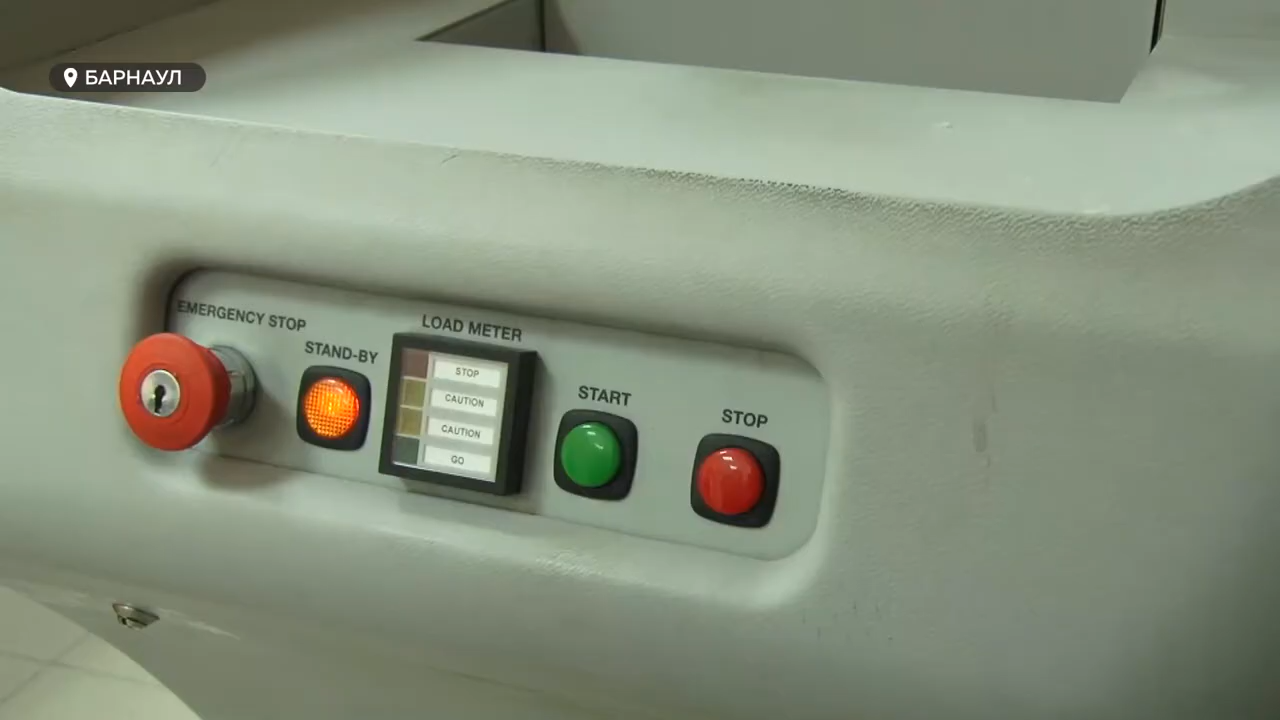 БАРНАУЛ
EMERGENCY STOP
STAND-BY
LOAD METER
STOP
CAUTION
CAUTION
GO
START
STOP